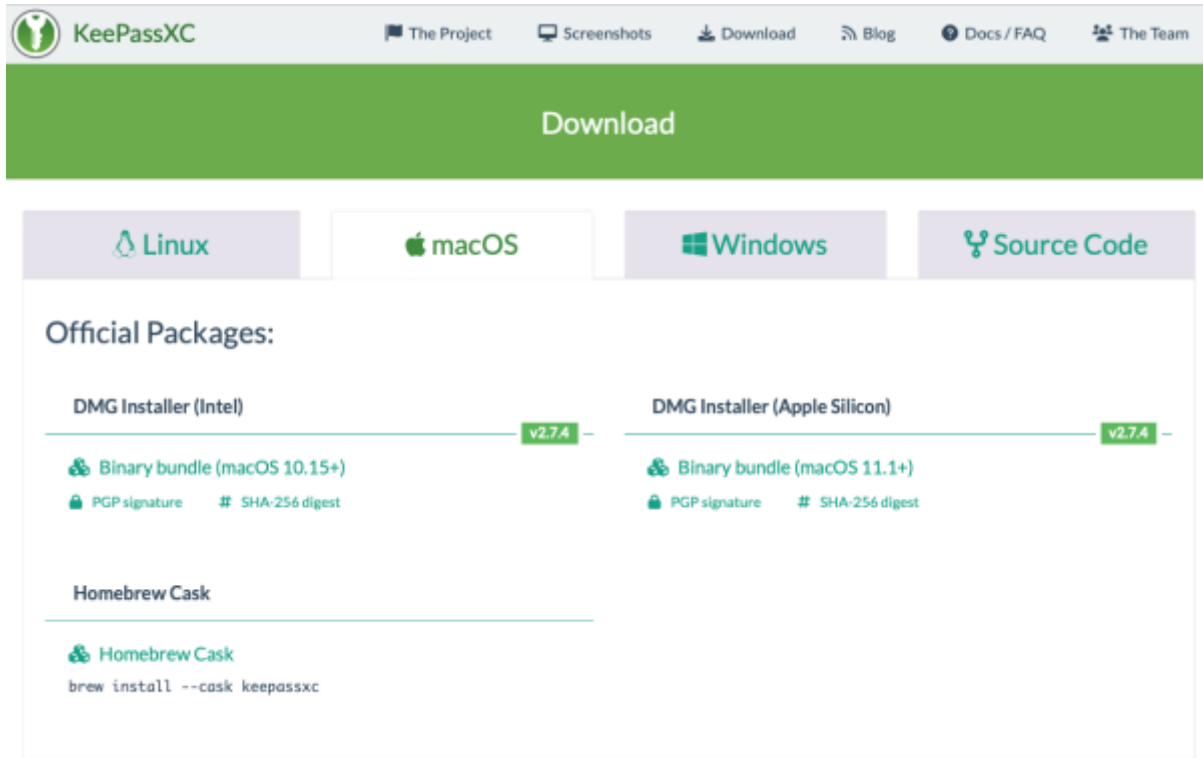 KeePassXC The Project Screenshots Download Blog Docs / FAQ The Team
Download
Linux macOS Windows Source Code
Official Packages:
DMG Installer (Intel)
v2.7.4
Binary bundle (macOS 10.15+)
PGP signature # SHA-256 digest
DMG Installer (Apple Silicon)
v2.7.4
Binary bundle (macOS 11.1+)
PGP signature # SHA-256 digest
Homebrew Cask
Homebrew Cask
brew install --cask keepassxc